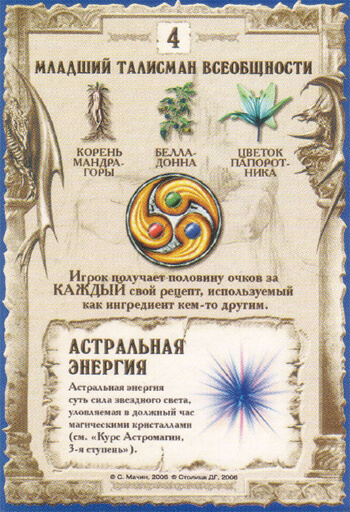 4
МЛАДШИЙ ТАЛИСМАН ВСЕОБЩНОСТИ
КОРЕНЬ
МАНДРА-
ГОРЫ
БЕЛЛА-
ДОННА
ЦВЕТОК
ПАПОРОТ-
НИКА
Игрок получает половину очков за
КАЖДЫЙ свой рецепт, используемый
как ингредиент кем-то другим.
АСТРАЛЬНАЯ
ЭНЕРГИЯ
Астральная энергия
суть сила звездного света,
уловляемая в должный час
магическими кристаллами
(см. «Курс Астромагии,
3-я ступень»).
© С. Мачин, 2006 © Столица ДГ, 2006